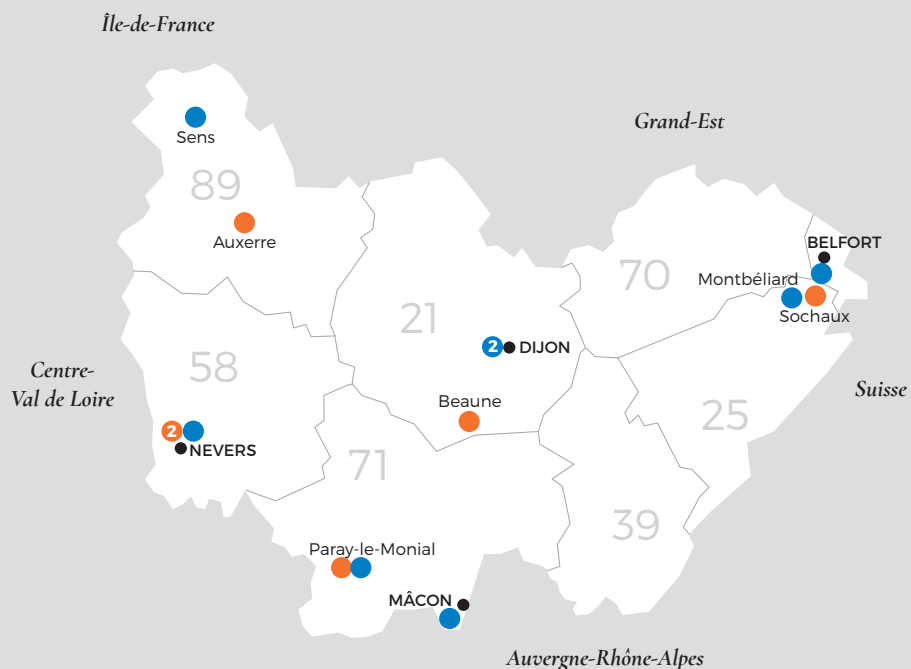 Île-de-France
Sens
Grand-Est
89
Auxerre
BELFORT
70
Montbéliard
Sochaux
21
2
DIJON
58
Centre-
Val de Loire
Suisse
Beaune
25
2
NEVERS
71
39
Paray-le-Monial
MÂCON
Auvergne-Rhône-Alpes